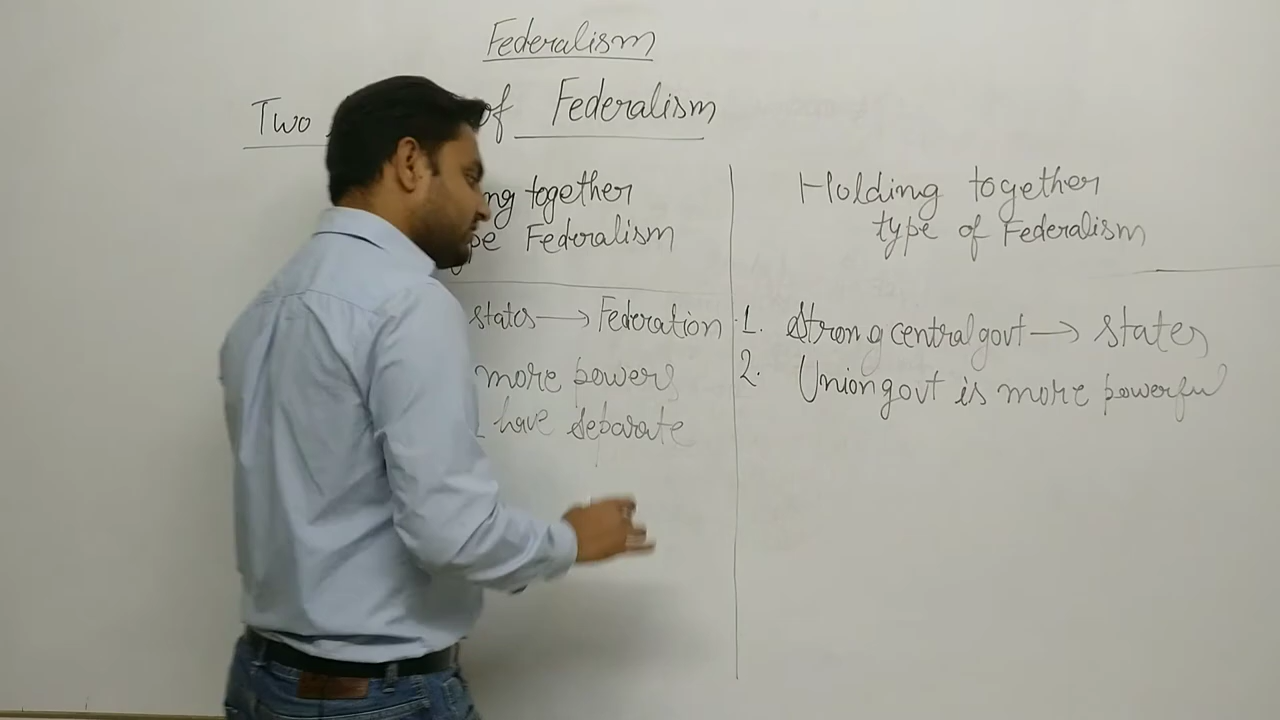 Federalism
Two of Federalism
ng together
pe Federalism
states → Federation
more powers
have separate
Holding together
type of Federalism
1. Strong central govt → states
2. Union govt is more powerful